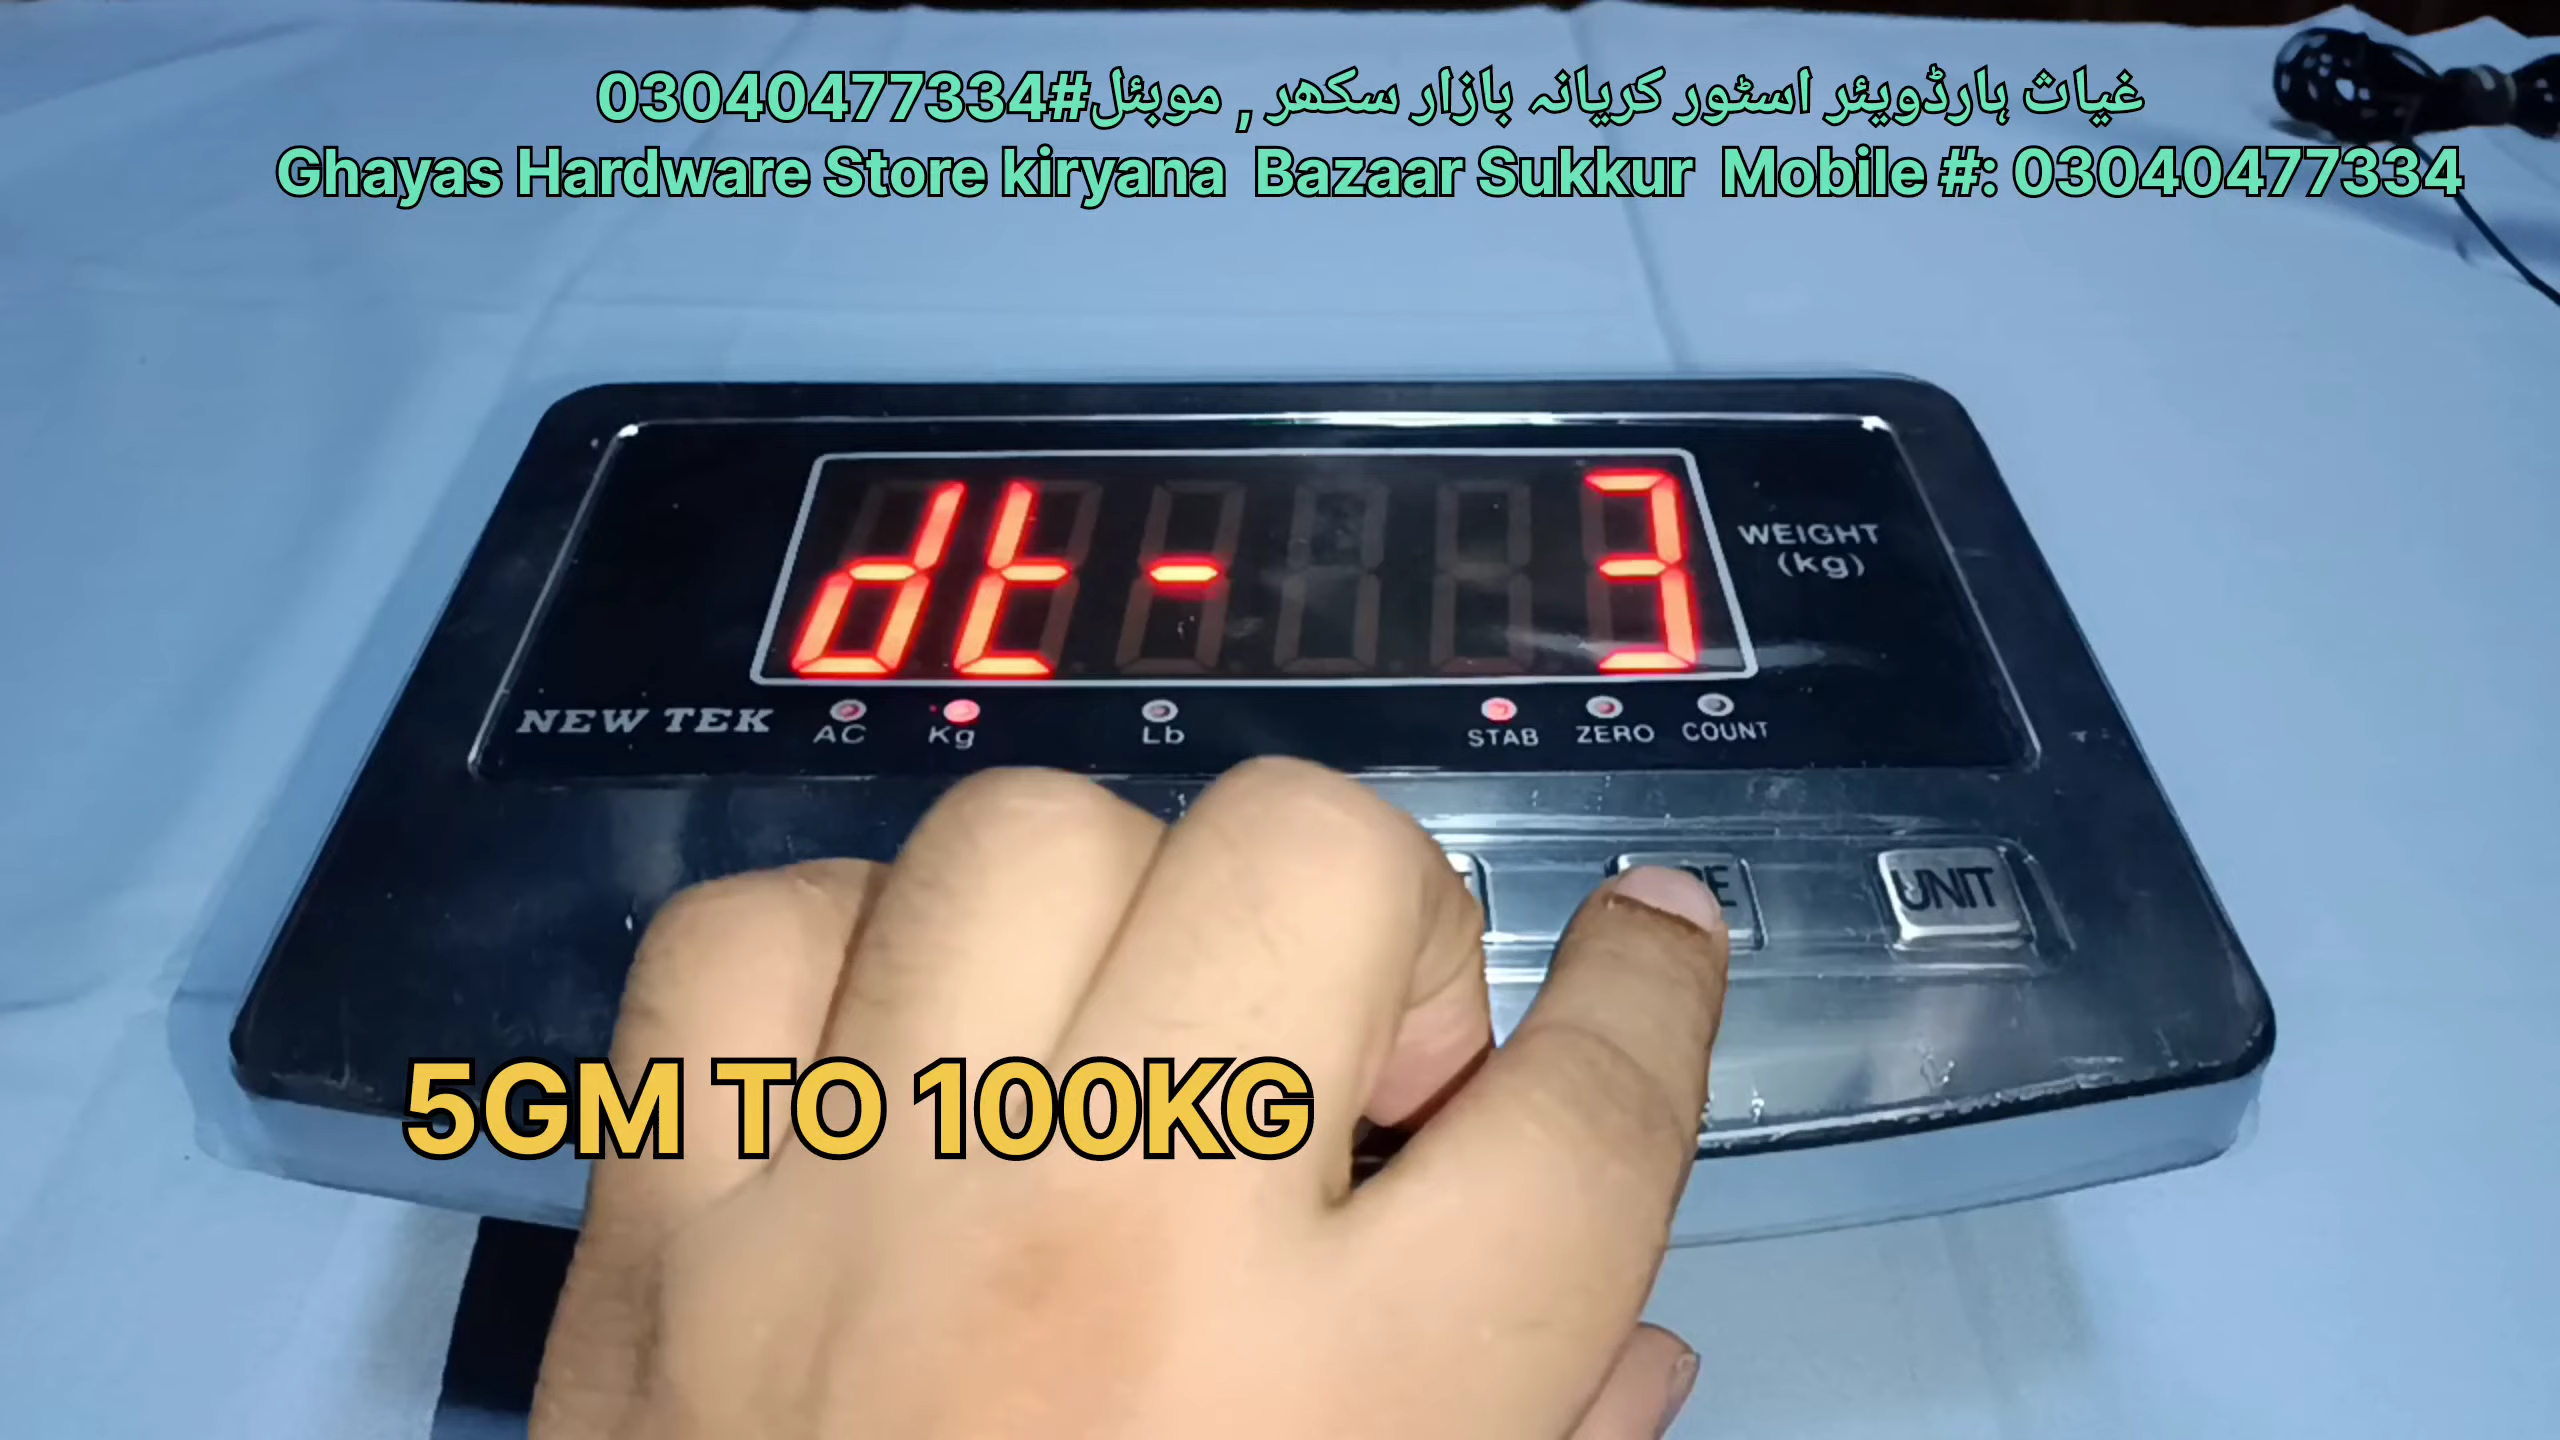 غیاث ہارڈویئر اسٹور کریانہ بازار سکھر , موبئل#03040477334
Ghayas Hardware Store kiryana Bazaar Sukkur Mobile #: 03040477334
dt- 3
WEIGHT
(kg)
NEW TEK
AC Kg Lb STAB ZERO COUNT
UNIT
5GM TO 100KG